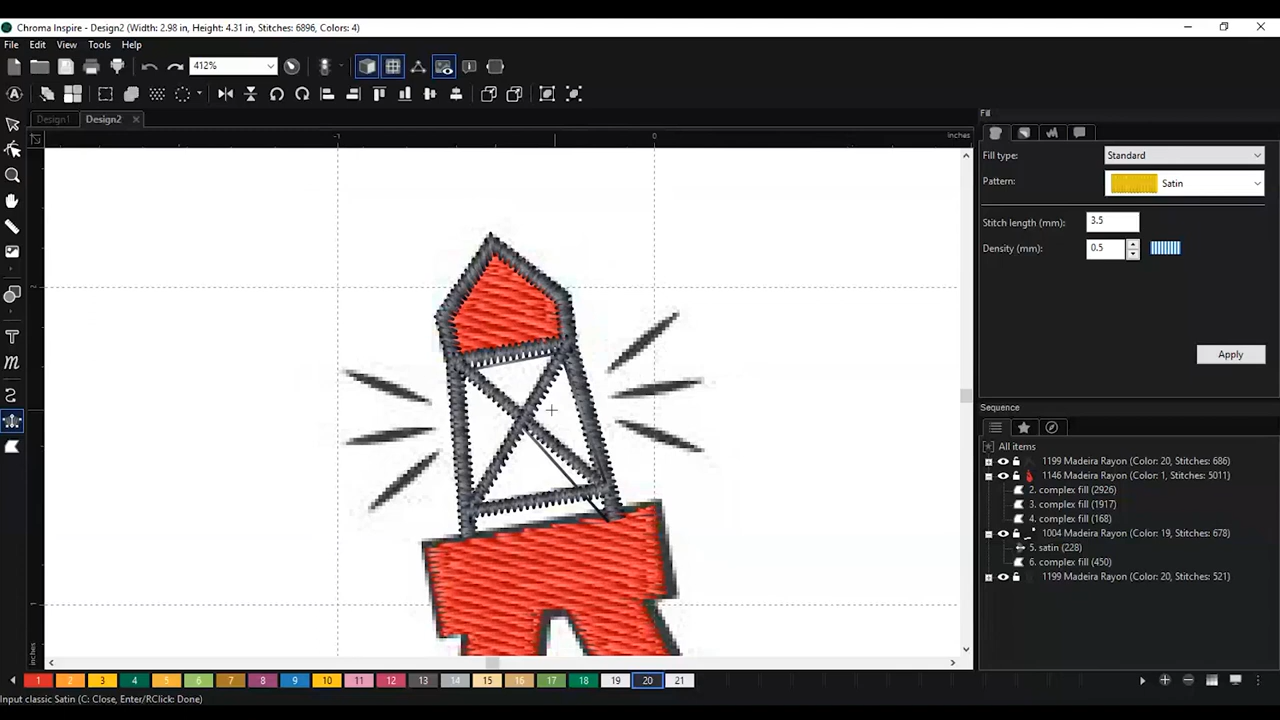 Chroma Inspire - Design2 (Width: 2.98 in, Height: 4.31 in, Stitches: 6896, Colors: 4)
File Edit View Tools Help
412%
Design1 Design2
-1 0 inches
2
1
inches
Fill
Fill type: Standard
Pattern: Satin
Stitch length (mm): 3.5
Density (mm): 0.5
Apply
Sequence
All items
1199 Madeira Rayon (Color: 20, Stitches: 686)
1146 Madeira Rayon (Color: 1, Stitches: 5011)
2. complex fill (2926)
3. complex fill (1917)
4. complex fill (168)
1004 Madeira Rayon (Color: 19, Stitches: 678)
5. satin (228)
6. complex fill (450)
1199 Madeira Rayon (Color: 20, Stitches: 521)
1 2 3 4 5 6 7 8 9 10 11 12 13 14 15 16 17 18 19 20 21
Input classic Satin (C: Close, Enter/RClick: Done)